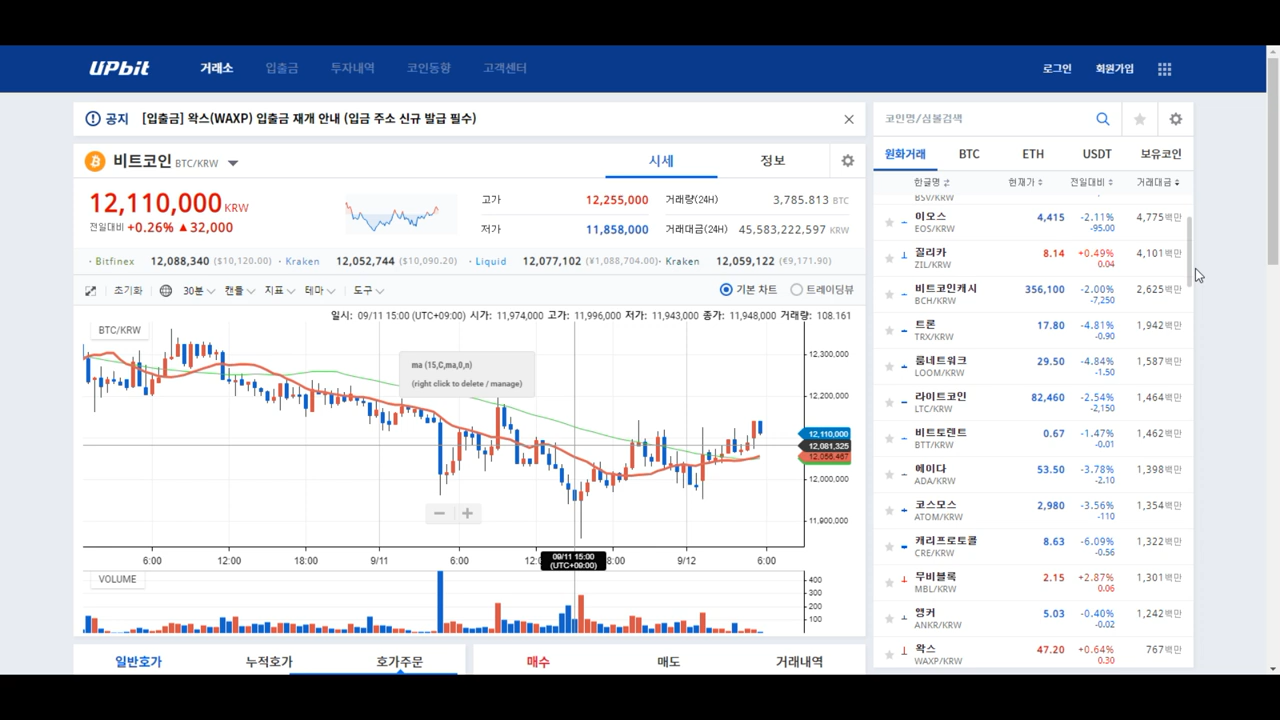 UPbit 거래소 입출금 투자내역 코인동향 고객센터 로그인 회원가입
공지 [입출금] 왁스(WAXP) 입출금 재개 안내 (입금 주소 신규 발급 필수)
비트코인 BTC/KRW 시세 정보
12,110,000 KRW
전일대비 +0.26% ▲32,000
고가 12,255,000 거래량(24H) 3,785.813 BTC
저가 11,858,000 거래대금(24H) 45,583,222,597 KRW
· Bitfinex 12,088,340 ($10,120.00) · Kraken 12,052,744 ($10,090.20) · Liquid 12,077,102 (¥1,088,704.00) · Kraken 12,059,122 (€9,171.90)
초기화 30분 캔들 지표 테마 도구 기본 차트 트레이딩뷰
일시: 09/11 15:00 (UTC+09:00) 시가: 11,974,000 고가: 11,996,000 저가: 11,943,000 종가: 11,948,000 거래량: 108.161
BTC/KRW
ma (15,C,ma,0,n)
(right click to delete / manage)
12,300,000
12,200,000
12,110,000
12,081,325
12,056,467
12,000,000
11,900,000
6:00 12:00 18:00 9/11 6:00 9/12 6:00
09/11 15:00
(UTC+09:00)
VOLUME
400
300
200
100
일반호가 누적호가 호가주문 매수 매도 거래내역
코인명/심볼검색
원화거래 BTC ETH USDT 보유코인
한글명 현재가 전일대비 거래대금
BSV/KRW
이오스 4,415 -2.11% 4,775백만
EOS/KRW -95.00
질리카 8.14 +0.49% 4,101백만
ZIL/KRW 0.04
비트코인캐시 356,100 -2.00% 2,625백만
BCH/KRW -7,250
트론 17.80 -4.81% 1,942백만
TRX/KRW -0.90
룸네트워크 29.50 -4.84% 1,587백만
LOOM/KRW -1.50
라이트코인 82,460 -2.54% 1,464백만
LTC/KRW -2,150
비트토렌트 0.67 -1.47% 1,462백만
BTT/KRW -0.01
에이다 53.50 -3.78% 1,398백만
ADA/KRW -2.10
코스모스 2,980 -3.56% 1,354백만
ATOM/KRW -110
캐리프로토콜 8.63 -6.09% 1,322백만
CRE/KRW -0.56
무비블록 2.15 +2.87% 1,301백만
MBL/KRW 0.06
앵커 5.03 -0.40% 1,242백만
ANKR/KRW -0.02
왁스 47.20 +0.64% 767백만
WAXP/KRW 0.30